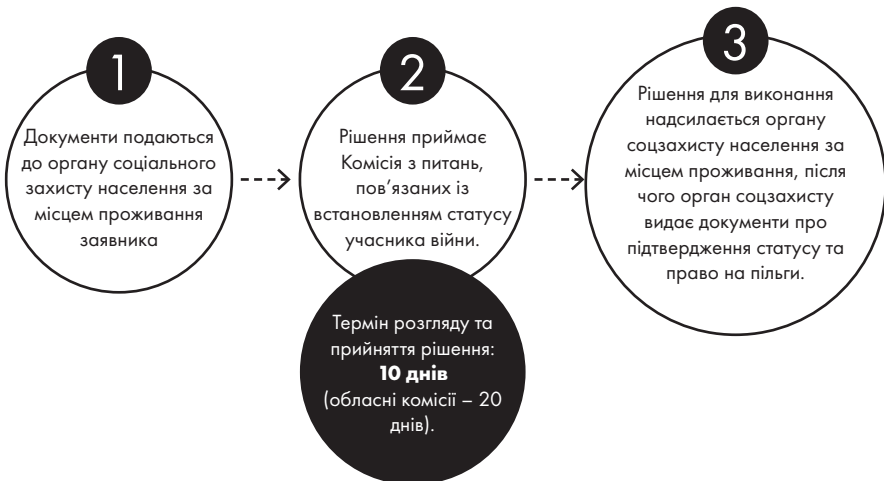 1
Документи подаються
до органу соціального
захисту населення за
місцем проживання
заявника
2
Рішення приймає
Комісія з питань,
пов’язаних із
встановленням статусу
учасника війни.
Термін розгляду та
прийняття рішення:
10 днів
(обласні комісії – 20
днів).
3
Рішення для виконання
надсилається органу
соцзахисту населення за
місцем проживання, після
чого орган соцзахисту
видає документи про
підтвердження статусу та
право на пільги.